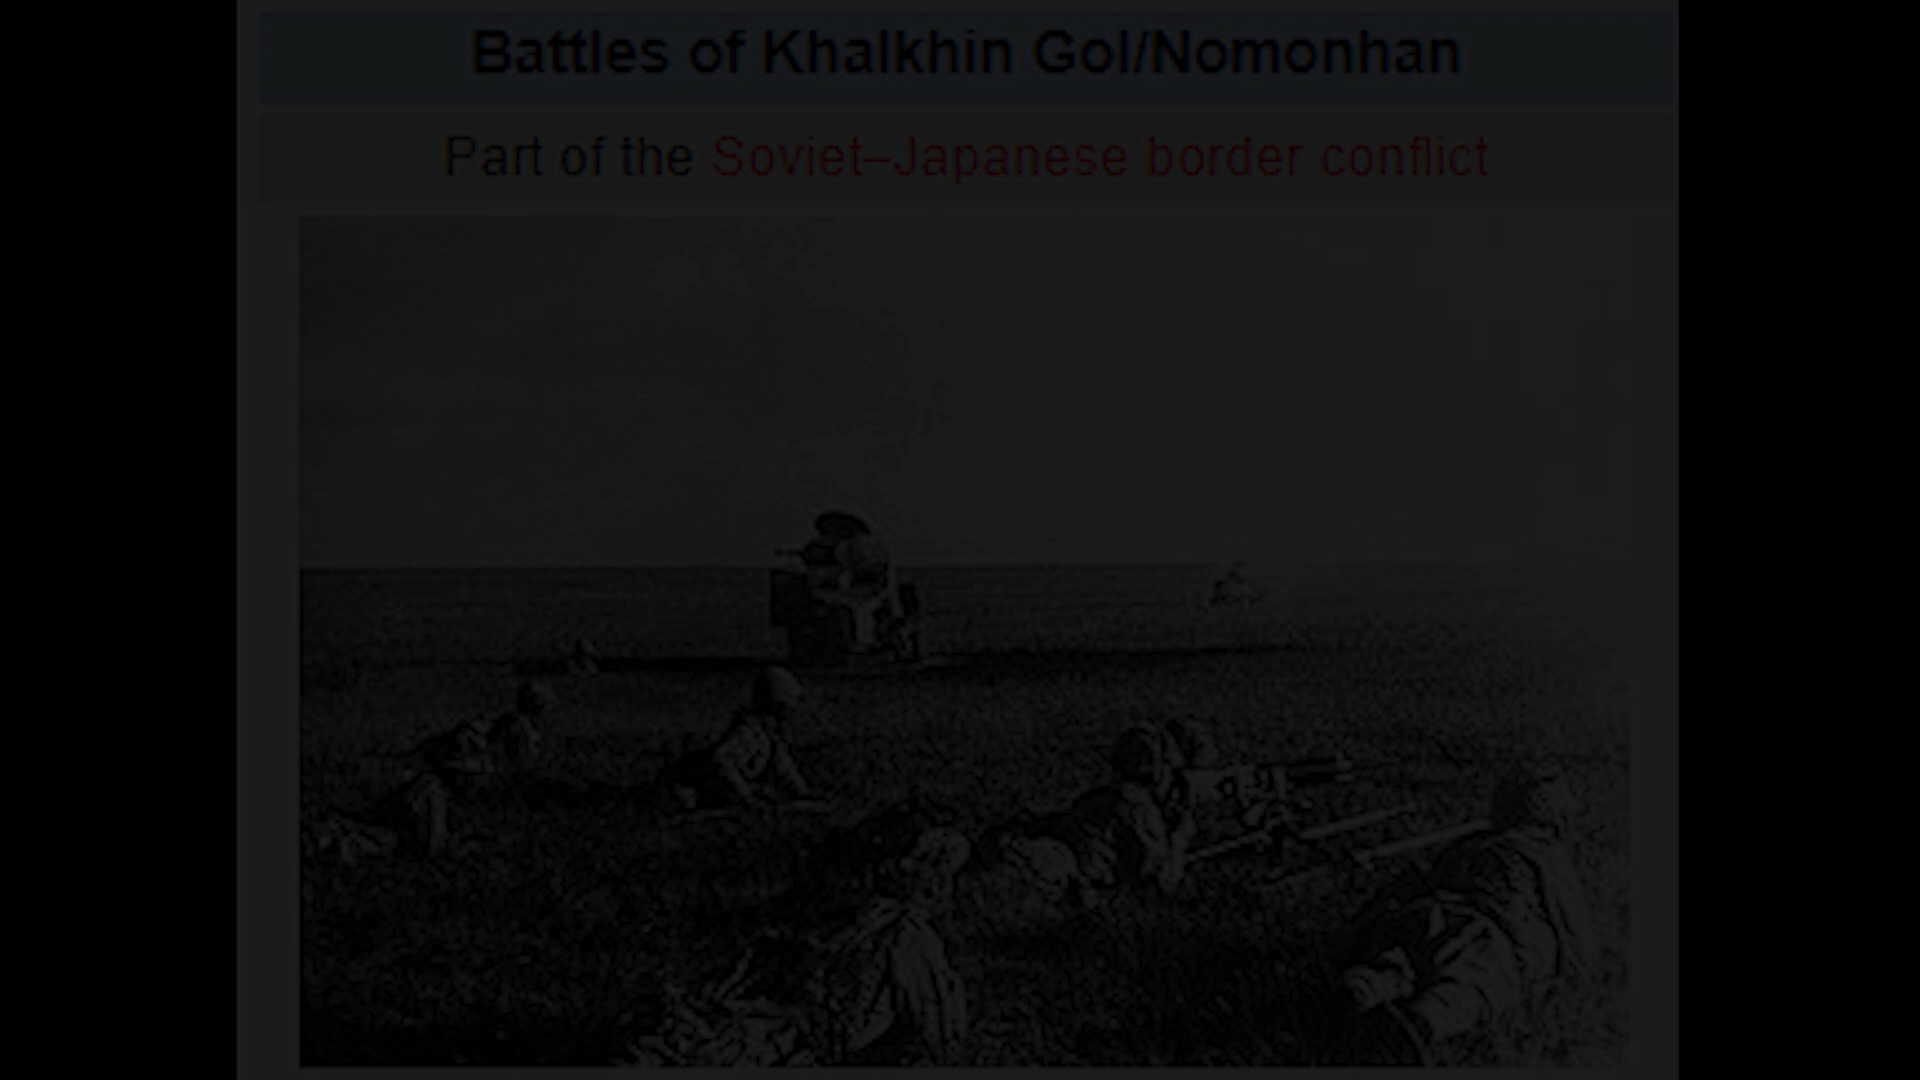 Battles of Khalkhin Gol/Nomonhan
Part of the Soviet–Japanese border conflict